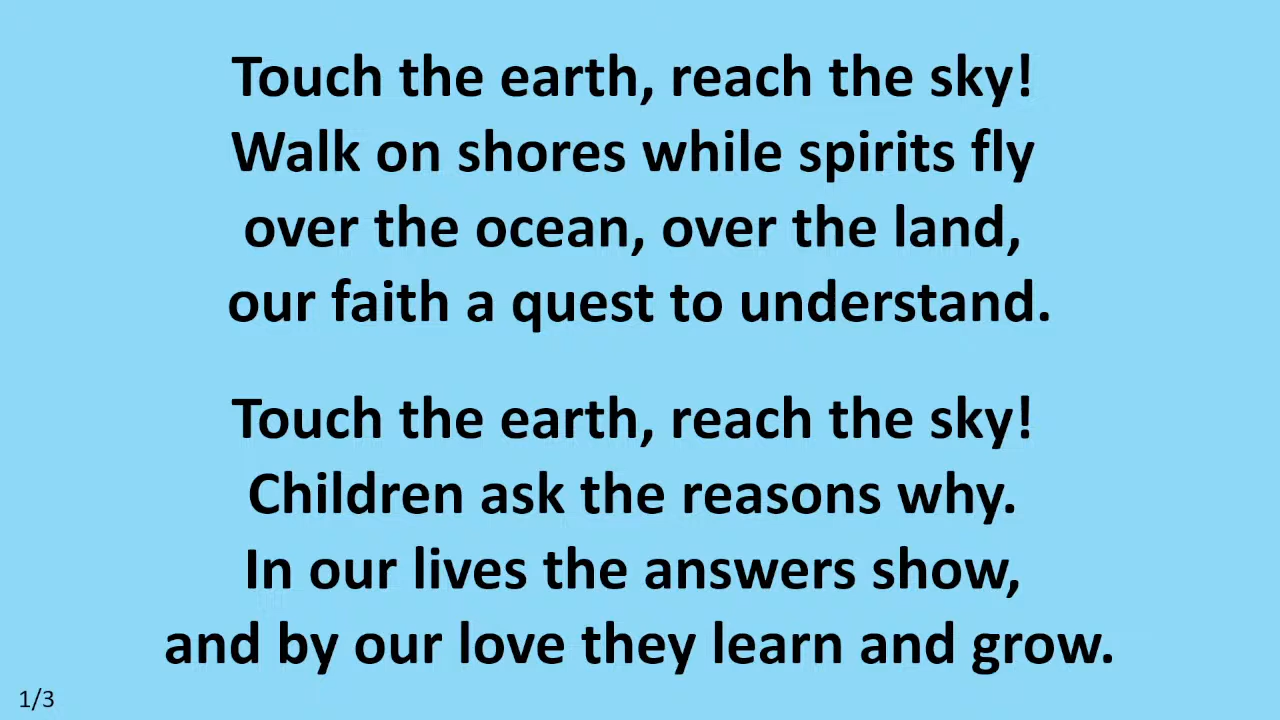 Touch the earth, reach the sky!
Walk on shores while spirits fly
over the ocean, over the land,
our faith a quest to understand.
Touch the earth, reach the sky!
Children ask the reasons why.
In our lives the answers show,
and by our love they learn and grow.
1/3